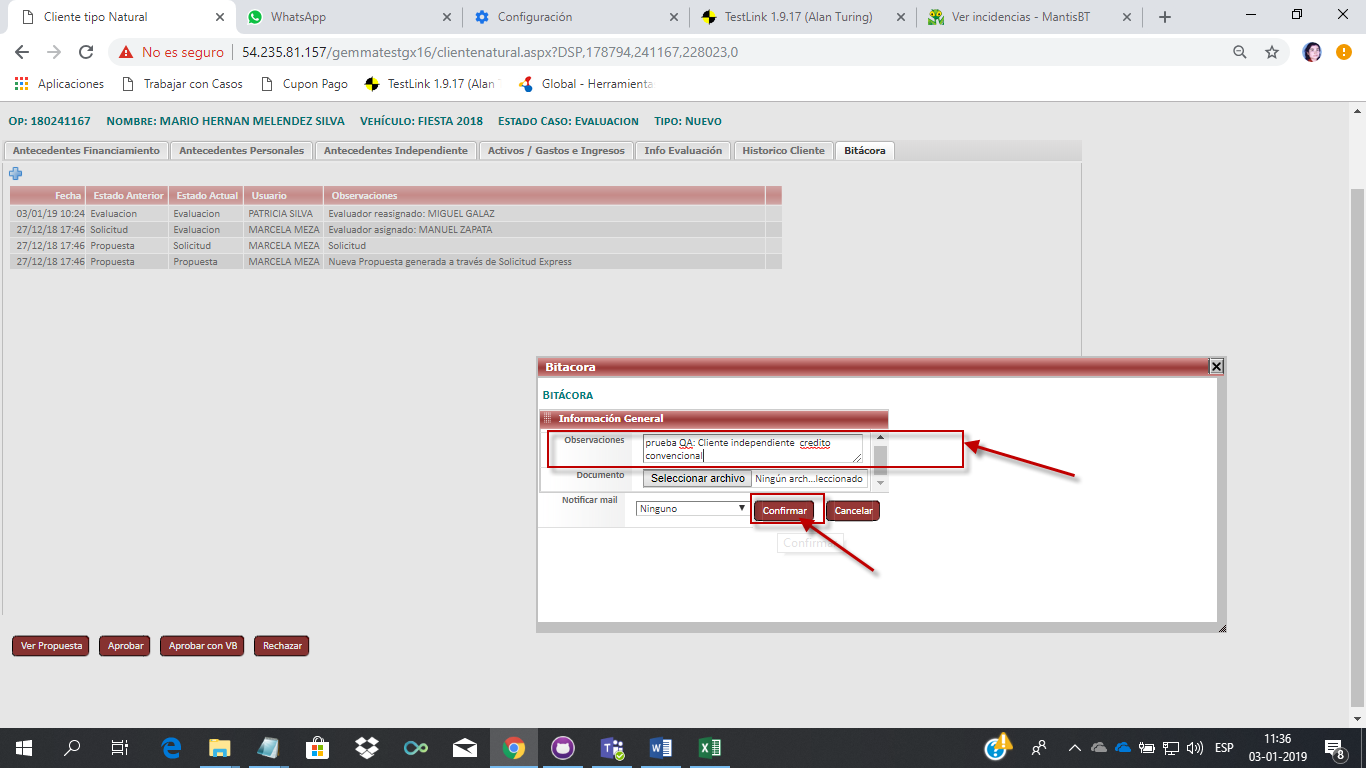 Cliente tipo Natural
WhatsApp
Configuración
TestLink 1.9.17 (Alan Turing)
Ver incidencias - MantisBT
No es seguro
54.235.81.157/gemmatestgx16/clientenatural.aspx?DSP,178794,241167,228023,0
Aplicaciones
Trabajar con Casos
Cupon Pago
TestLink 1.9.17 (Alan
Global - Herramienta
OP: 180241167 NOMBRE: MARIO HERNAN MELENDEZ SILVA VEHÍCULO: FIESTA 2018 ESTADO CASO: EVALUACION TIPO: NUEVO
Antecedentes Financiamiento
Antecedentes Personales
Antecedentes Independiente
Activos / Gastos e Ingresos
Info Evaluación
Historico Cliente
Bitácora
Fecha Estado Anterior Estado Actual Usuario Observaciones
03/01/19 10:24 Evaluacion Evaluacion PATRICIA SILVA Evaluador reasignado: MIGUEL GALAZ
27/12/18 17:46 Solicitud Evaluacion MARCELA MEZA Evaluador asignado: MANUEL ZAPATA
27/12/18 17:46 Propuesta Solicitud MARCELA MEZA Solicitud
27/12/18 17:46 Propuesta Propuesta MARCELA MEZA Nueva Propuesta generada a través de Solicitud Express
Bitacora
BITÁCORA
Información General
Observaciones
prueba QA: Cliente independiente credito
convencional
Documento
Seleccionar archivo
Ningún arch...leccionado
Notificar mail
Ninguno
Confirmar
Cancelar
Confirmar
Ver Propuesta
Aprobar
Aprobar con VB
Rechazar
ESP
11:36
03-01-2019
8